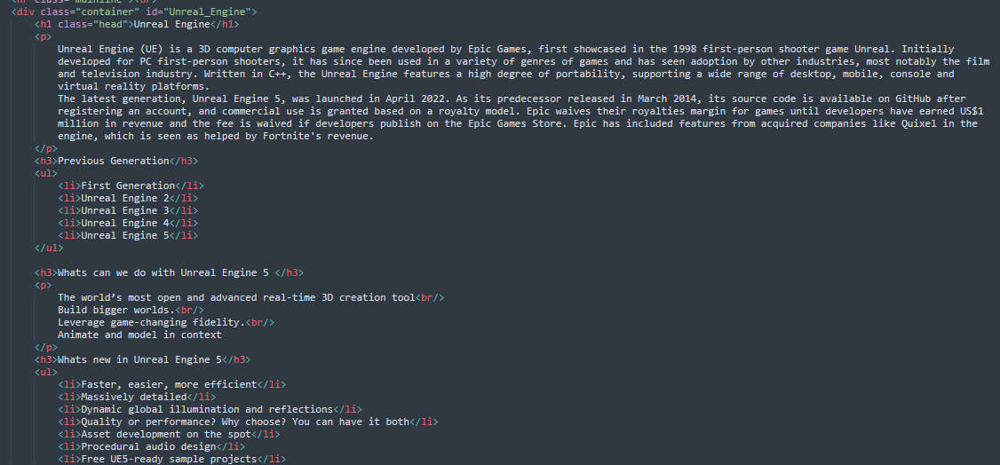 <hr class="mainline"><br>
<div class="container" id="Unreal_Engine">
<h1 class="head">Unreal Engine</h1>
<p>
Unreal Engine (UE) is a 3D computer graphics game engine developed by Epic Games, first showcased in the 1998 first-person shooter game Unreal. Initially
developed for PC first-person shooters, it has since been used in a variety of genres of games and has seen adoption by other industries, most notably the film
and television industry. Written in C++, the Unreal Engine features a high degree of portability, supporting a wide range of desktop, mobile, console and
virtual reality platforms.
The latest generation, Unreal Engine 5, was launched in April 2022. As its predecessor released in March 2014, its source code is available on GitHub after
registering an account, and commercial use is granted based on a royalty model. Epic waives their royalties margin for games until developers have earned US$1
million in revenue and the fee is waived if developers publish on the Epic Games Store. Epic has included features from acquired companies like Quixel in the
engine, which is seen as helped by Fortnite's revenue.
</p>
<h3>Previous Generation</h3>
<ul>
<li>First Generation</li>
<li>Unreal Engine 2</li>
<li>Unreal Engine 3</li>
<li>Unreal Engine 4</li>
<li>Unreal Engine 5</li>
</ul>
<h3>Whats can we do with Unreal Engine 5 </h3>
<p>
The world’s most open and advanced real-time 3D creation tool<br/>
Build bigger worlds.<br/>
Leverage game-changing fidelity.<br/>
Animate and model in context
</p>
<h3>Whats new in Unreal Engine 5</h3>
<ul>
<li>Faster, easier, more efficient</li>
<li>Massively detailed</li>
<li>Dynamic global illumination and reflections</li>
<li>Quality or performance? Why choose? You can have it both</li>
<li>Asset development on the spot</li>
<li>Procedural audio design</li>
<li>Free UE5-ready sample projects</li>